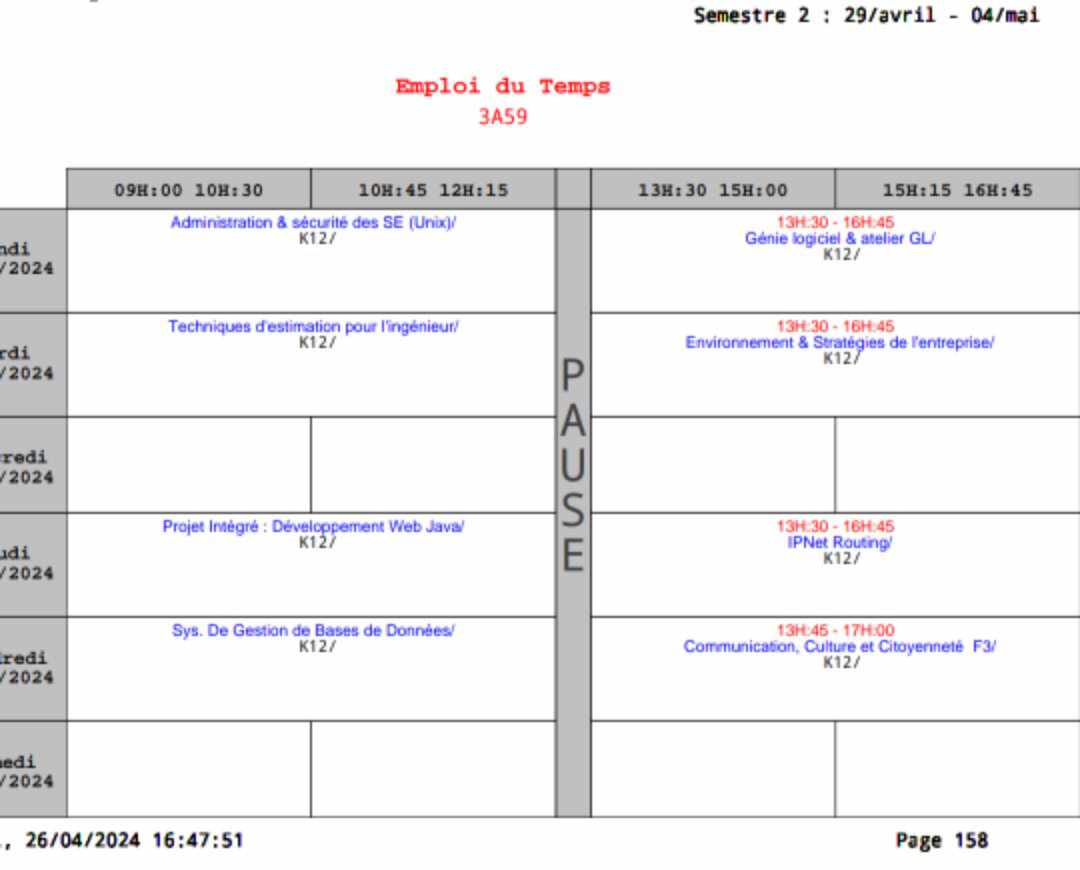 Semestre 2 : 29/avril - 04/mai
Emploi du Temps
3A59
09H:00 10H:30 10H:45 12H:15 13H:30 15H:00 15H:15 16H:45
ndi
/2024
Administration & sécurité des SE (Unix)/
K12/
13H:30 - 16H:45
Génie logiciel & atelier GL/
K12/
rdi
/2024
Techniques d'estimation pour l'ingénieur/
K12/
13H:30 - 16H:45
Environnement & Stratégies de l'entreprise/
K12/
PAUSE
credi
/2024
udi
/2024
Projet Intégré : Développement Web Java/
K12/
13H:30 - 16H:45
IPNet Routing/
K12/
dredi
/2024
Sys. De Gestion de Bases de Données/
K12/
13H:45 - 17H:00
Communication, Culture et Citoyenneté F3/
K12/
medi
/2024
., 26/04/2024 16:47:51
Page 158